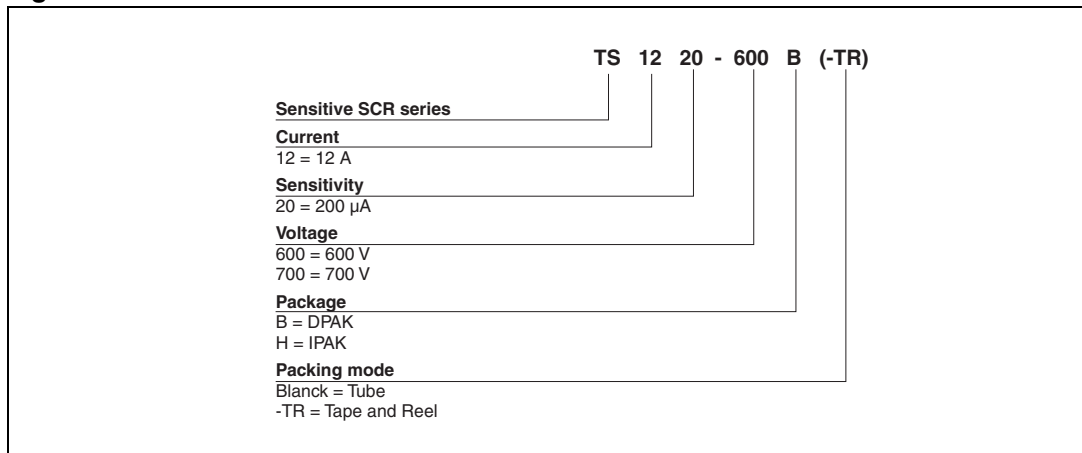 TS 12 20 - 600 B (-TR)
Sensitive SCR series
Current
12 = 12 A
Sensitivity
20 = 200 µA
Voltage
600 = 600 V
700 = 700 V
Package
B = DPAK
H = IPAK
Packing mode
Blanck = Tube
-TR = Tape and Reel